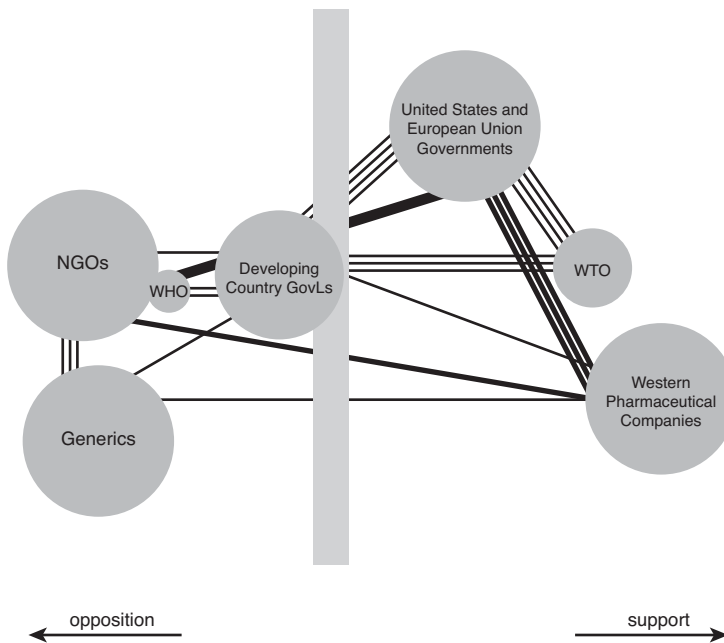 United States and
European Union
Governments
NGOs
WHO
Developing
Country GovLs
WTO
Western
Pharmaceutical
Companies
Generics
opposition
support